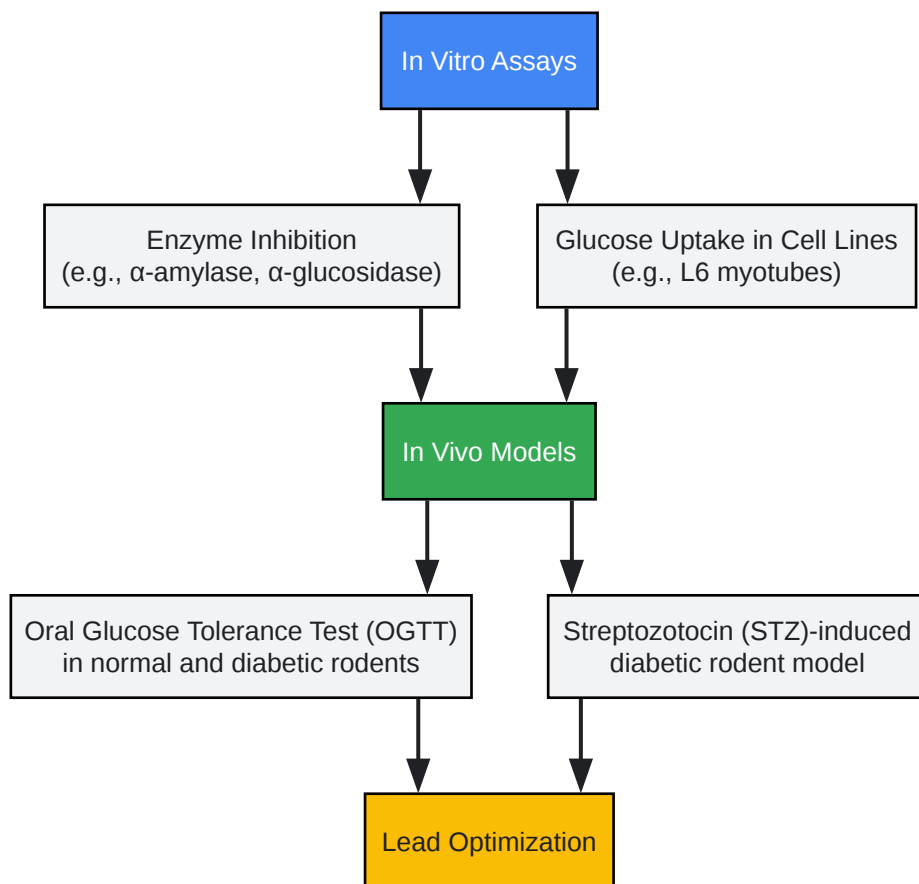 In Vitro Assays
Enzyme Inhibition
(e.g., α-amylase, α-glucosidase)
Glucose Uptake in Cell Lines
(e.g., L6 myotubes)
In Vivo Models
Oral Glucose Tolerance Test (OGTT)
in normal and diabetic rodents
Streptozotocin (STZ)-induced
diabetic rodent model
Lead Optimization